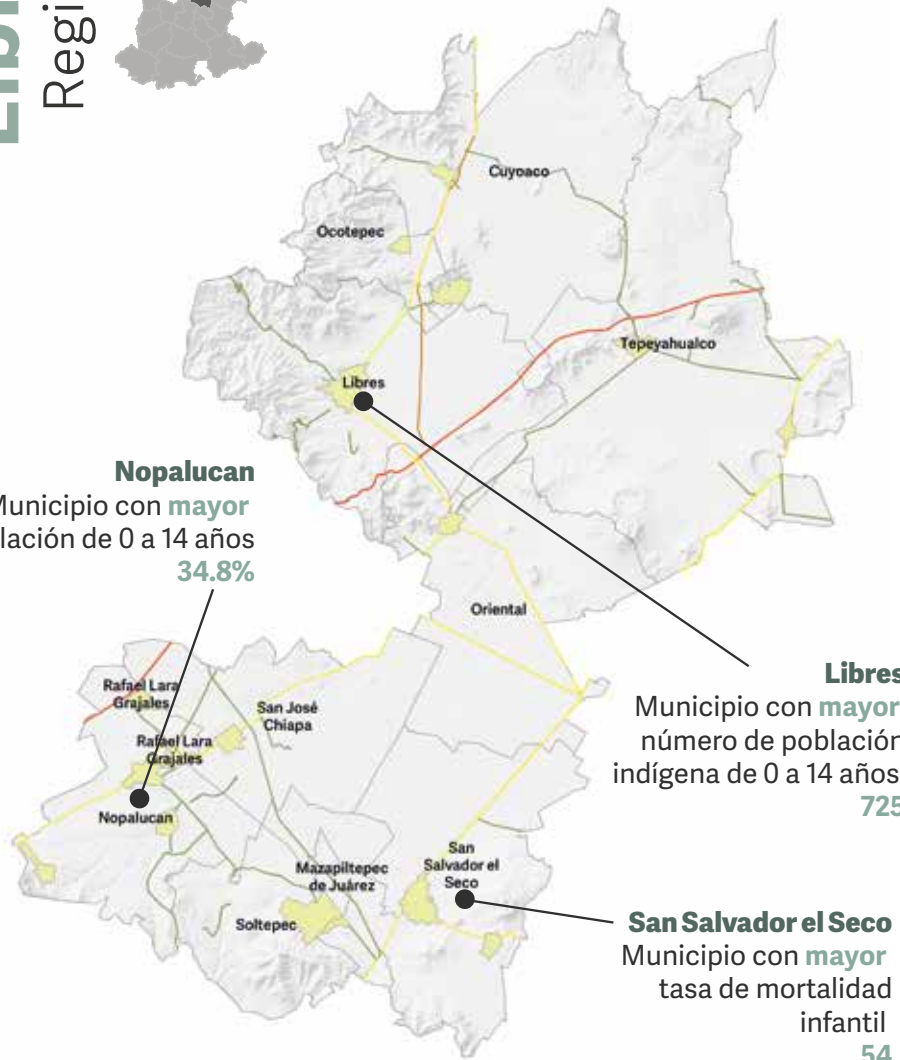 Regi
Cuyoaco
Ocotepec
Tepeyahualco
Libres
Nopalucan
Municipio con mayor
lación de 0 a 14 años
34.8%
Oriental
Rafael Lara
Grajales
San José
Chiapa
Rafael Lara
Grajales
Nopalucan
Libres
Municipio con mayor
número de población
indígena de 0 a 14 años
725
San
Salvador el
Seco
Mazapiltepec
de Juárez
Soltepec
San Salvador el Seco
Municipio con mayor
tasa de mortalidad
infantil
54